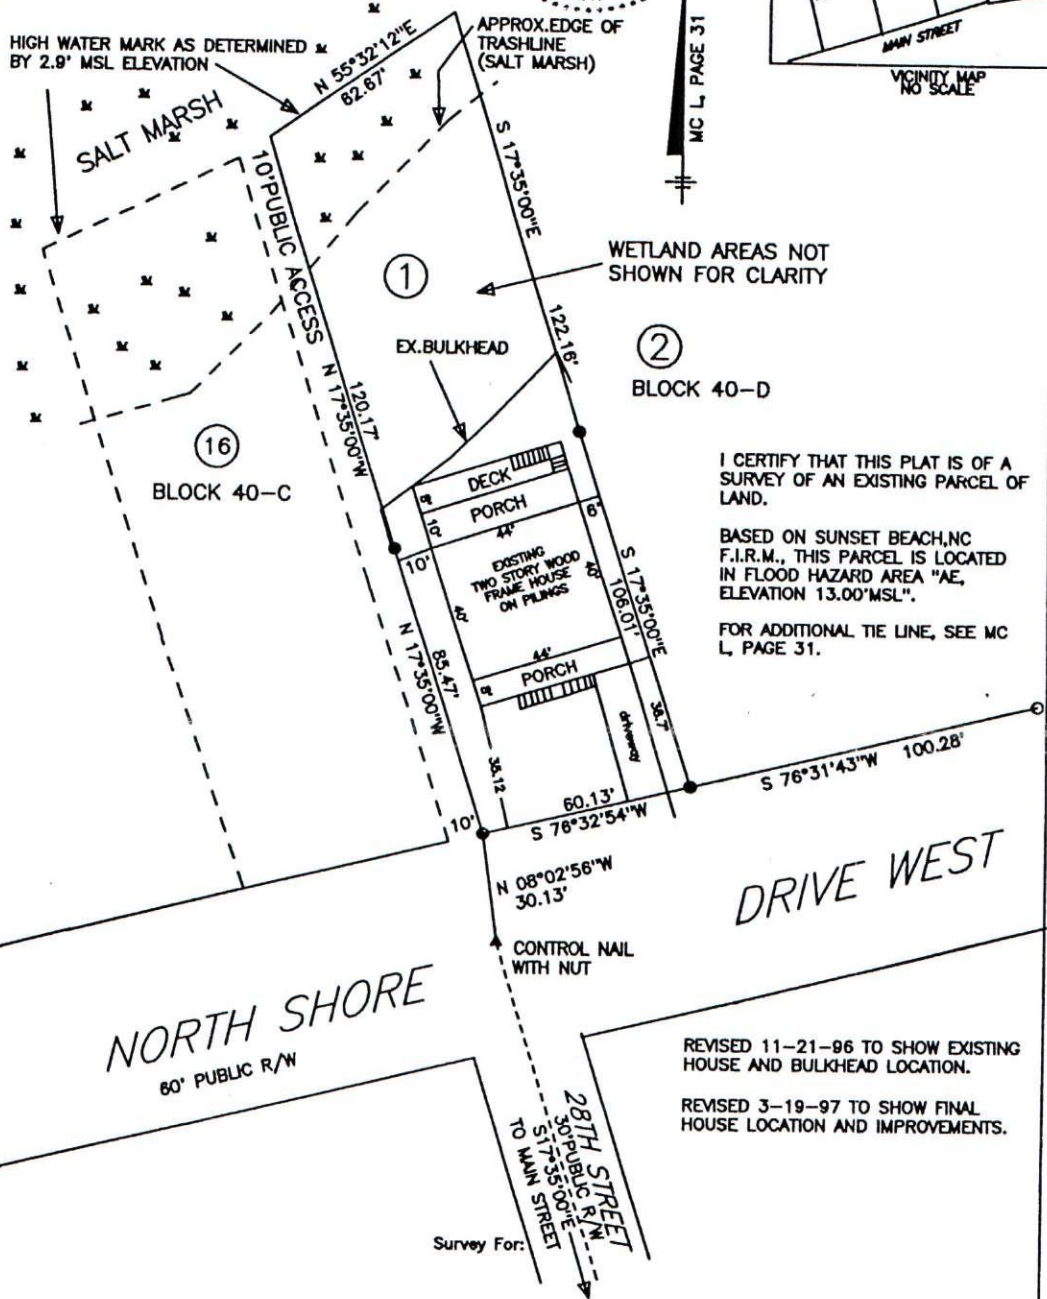 HIGH WATER MARK AS DETERMINED
BY 2.9' MSL ELEVATION
N 55°32'12"E
62.67'
APPROX.EDGE OF
TRASHLINE
(SALT MARSH)
MC L, PAGE 31
MAIN STREET
VICINITY MAP
NO SCALE
SALT MARSH
10'PUBLIC ACCESS
S 17°35'00"E
122.16'
WETLAND AREAS NOT
SHOWN FOR CLARITY
1
EX.BULKHEAD
2
BLOCK 40-D
120.17'
N 17°35'00"W
16
BLOCK 40-C
I CERTIFY THAT THIS PLAT IS OF A
SURVEY OF AN EXISTING PARCEL OF
LAND.
BASED ON SUNSET BEACH,NC
F.I.R.M., THIS PARCEL IS LOCATED
IN FLOOD HAZARD AREA "AE,
ELEVATION 13.00'MSL".
FOR ADDITIONAL TIE LINE, SEE MC
L, PAGE 31.
DECK
8'
PORCH
10'
44'
6'
10'
EXISTING
TWO STORY WOOD
FRAME HOUSE
ON PILINGS
40'
40'
S 17°35'00"E
106.01'
85.47'
N 17°35'00"W
44'
PORCH
8'
driveway
38.7'
35.12
60.13'
S 76°32'54"W
10'
S 76°31'43"W 100.28'
N 08°02'56"W
30.13'
CONTROL NAIL
WITH NUT
NORTH SHORE DRIVE WEST
60' PUBLIC R/W
28TH STREET
30'PUBLIC R/W
S17°35'00"E
TO MAIN STREET
REVISED 11-21-96 TO SHOW EXISTING
HOUSE AND BULKHEAD LOCATION.
REVISED 3-19-97 TO SHOW FINAL
HOUSE LOCATION AND IMPROVEMENTS.
Survey For: